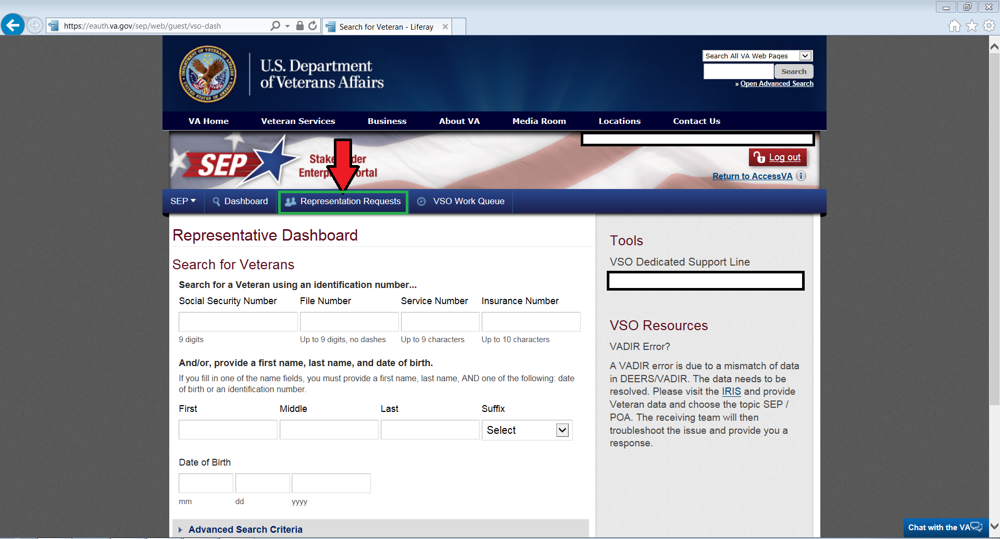 https://eauth.va.gov/sep/web/guest/vso-dash
Search for Veteran - Liferay
U.S. Department
of Veterans Affairs
Search All VA Web Pages
Search
» Open Advanced Search
VA Home
Veteran Services
Business
About VA
Media Room
Locations
Contact Us
SEP
Log out
Return to AccessVA
SEP
Dashboard
Representation Requests
VSO Work Queue
Representative Dashboard
Search for Veterans
Search for a Veteran using an identification number...
Social Security Number
File Number
Service Number
Insurance Number
9 digits
Up to 9 digits, no dashes
Up to 9 characters
Up to 10 characters
And/or, provide a first name, last name, and date of birth.
If you fill in one of the name fields, you must provide a first name, last name, AND one of the following: date
of birth or an identification number.
First
Middle
Last
Suffix
Select
Date of Birth
mm
dd
yyyy
Advanced Search Criteria
Tools
VSO Dedicated Support Line
VSO Resources
VADIR Error?
A VADIR error is due to a mismatch of data
in DEERS/VADIR. The data needs to be
resolved. Please visit the IRIS and provide
Veteran data and choose the topic SEP /
POA. The receiving team will then
troubleshoot the issue and provide you a
response.
Chat with the VA